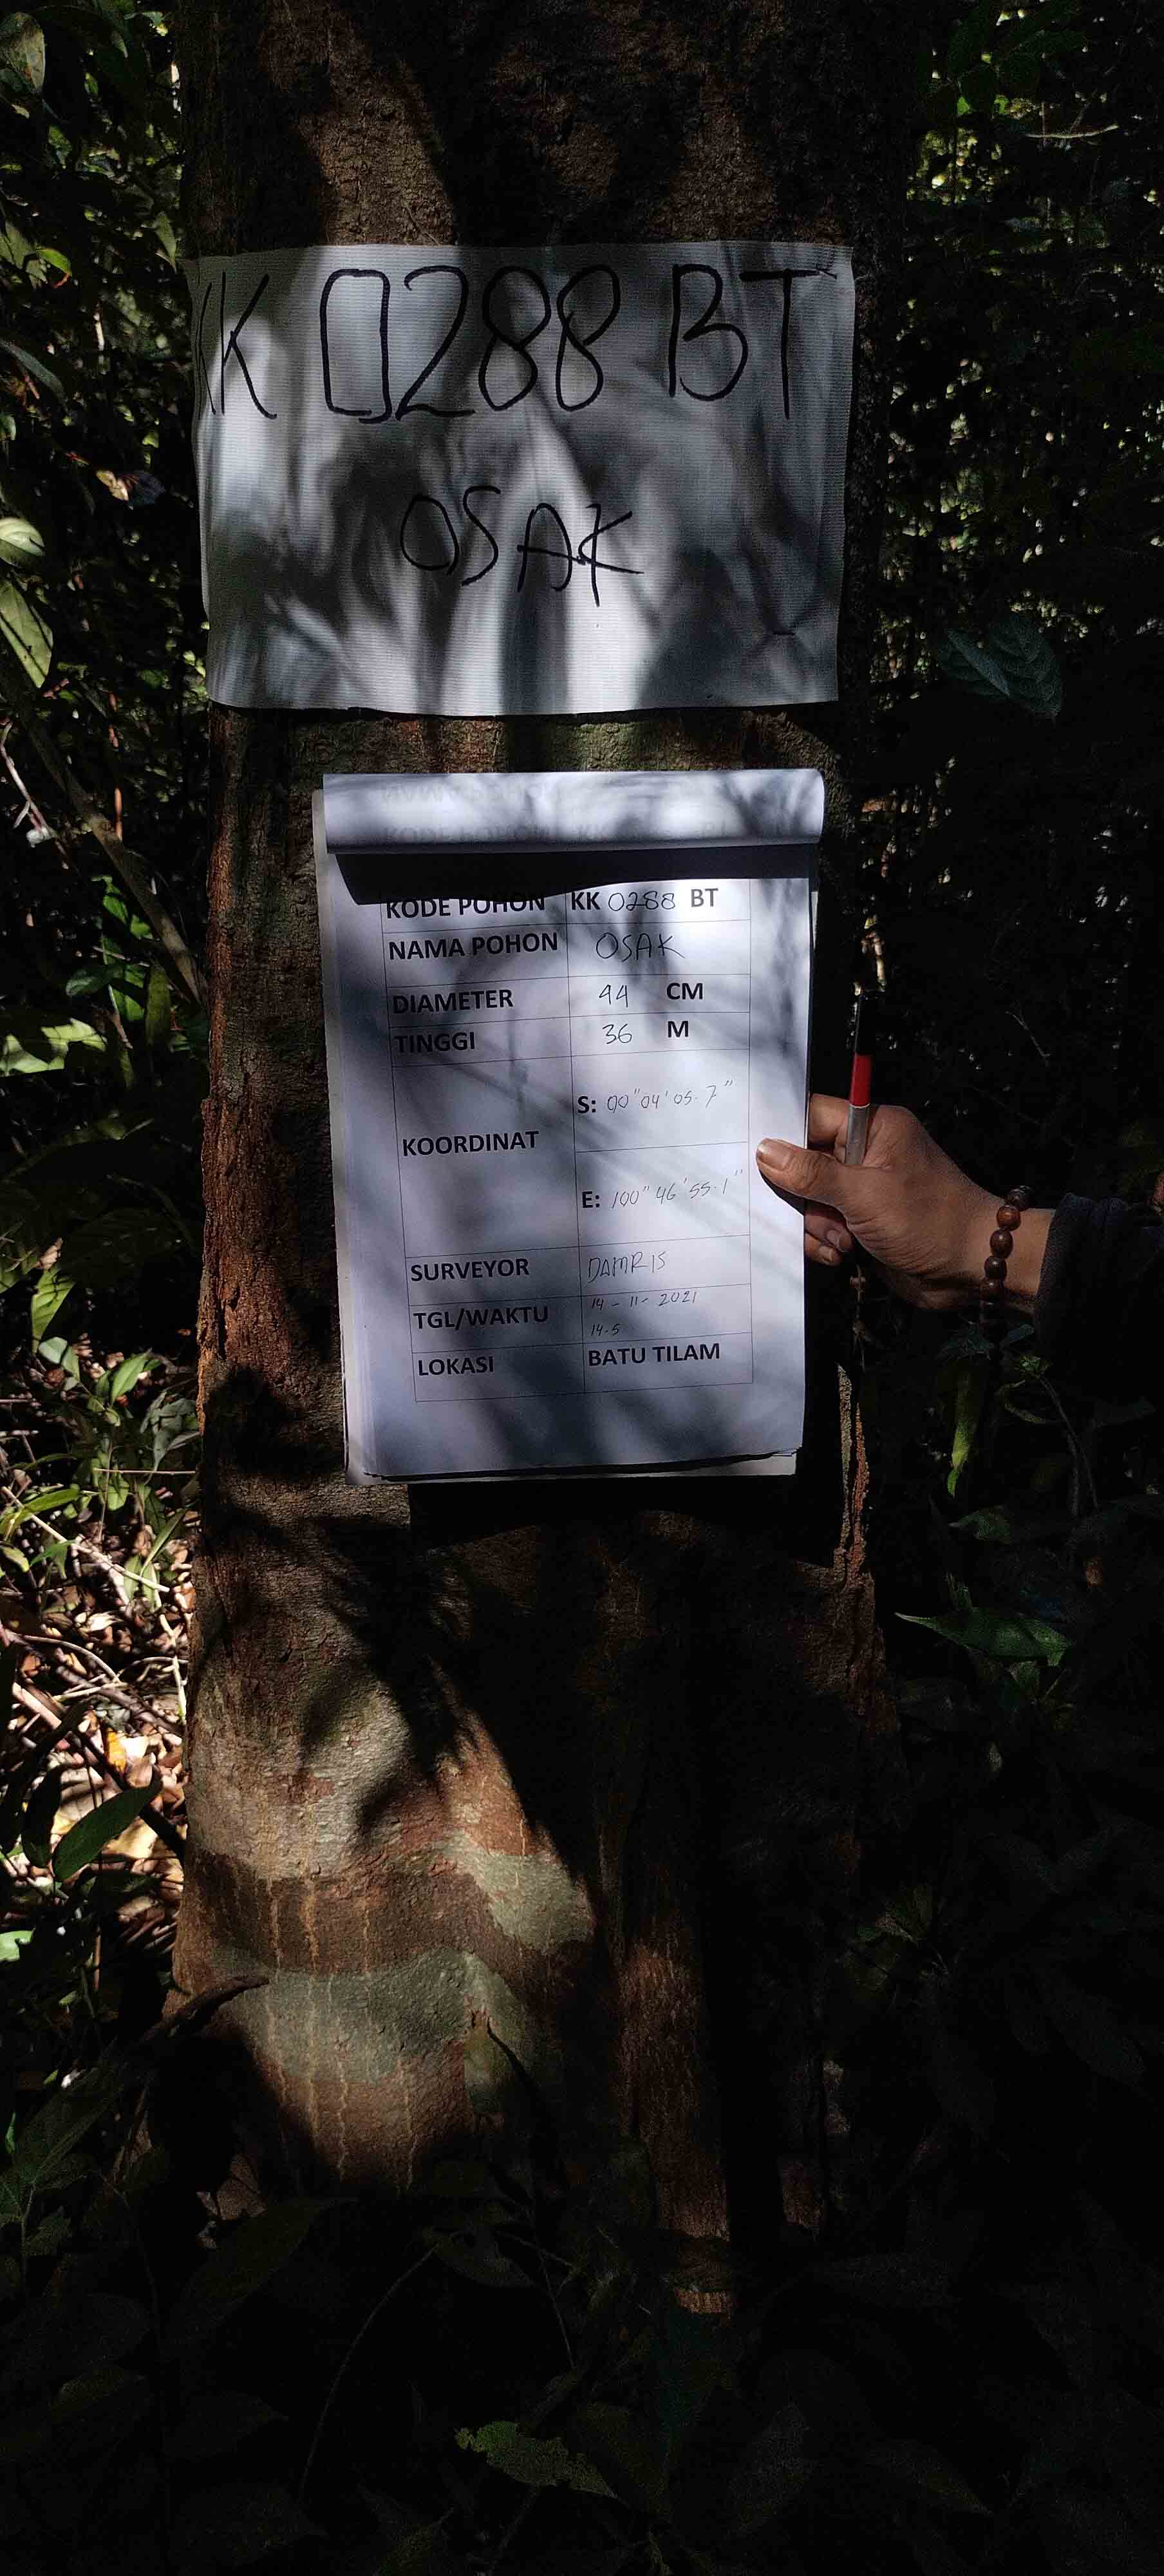 KK 0288 BT
OSAK
KODE POHON KK 0288 BT
NAMA POHON OSAK
DIAMETER 44 CM
TINGGI 36 M
KOORDINAT
S: 00"04'05.7"
E: 100"46'55.1"
SURVEYOR DAMRIS
TGL/WAKTU 14-11-2021
14-5
LOKASI BATU TILAM